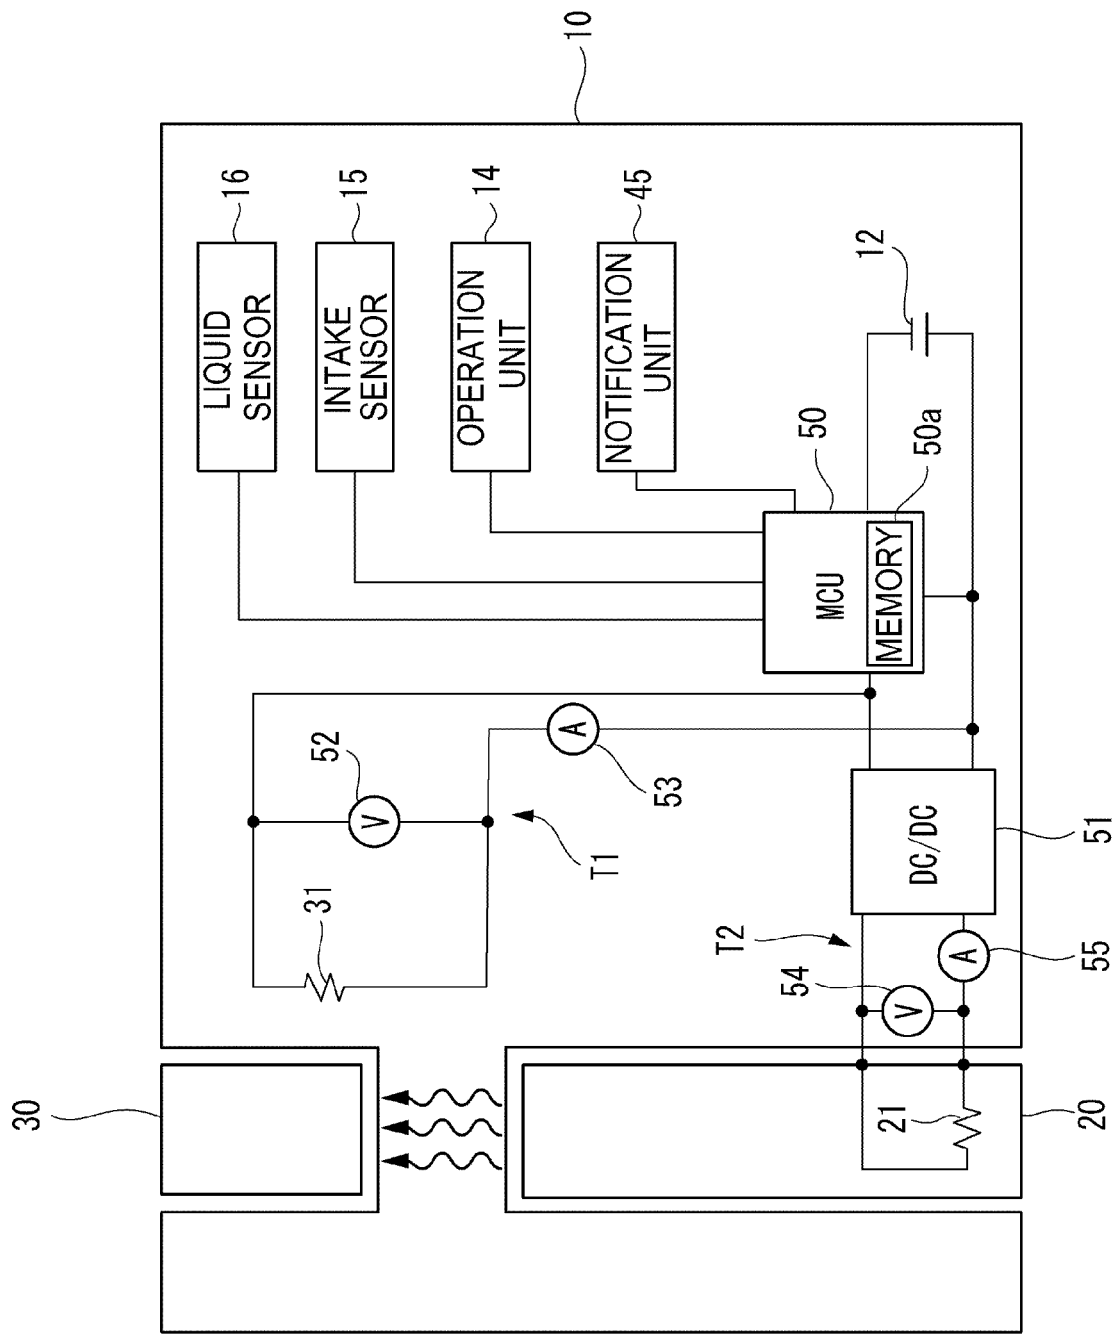 10
16
LIQUID
SENSOR
15
INTAKE
SENSOR
14
OPERATION
UNIT
45
NOTIFICATION
UNIT
12
50
50a
MCU
MEMORY
52
V
A
53
T1
31
DC/DC
51
T2
54
V
A
55
30
21
20